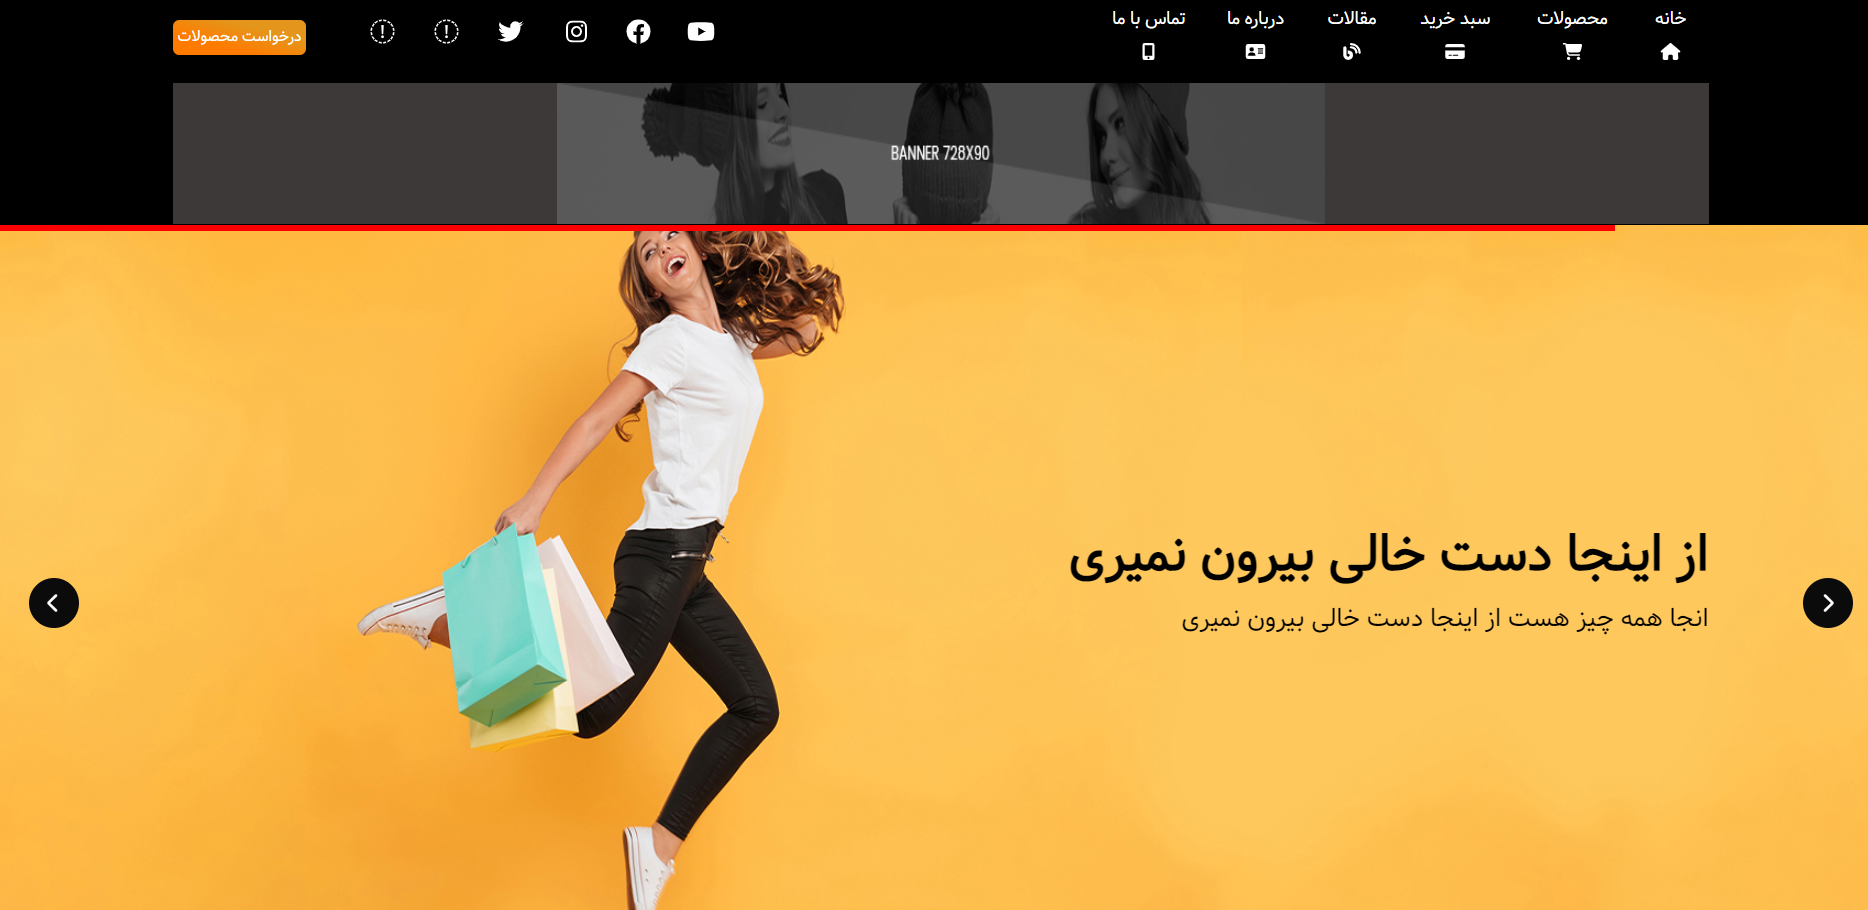 خانه
محصولات
سبد خرید
مقالات
درباره ما
تماس با ما
درخواست محصولات
BANNER 728X90
از اینجا دست خالی بیرون نمیری
انجا همه چیز هست از اینجا دست خالی بیرون نمیری